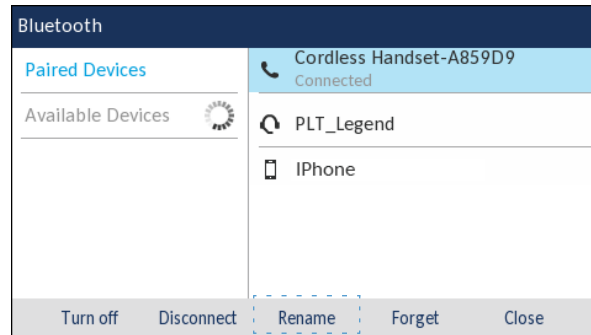 Bluetooth
Paired Devices
Available Devices
Cordless Handset-A859D9
Connected
PLT_Legend
IPhone
Turn off Disconnect Rename Forget Close